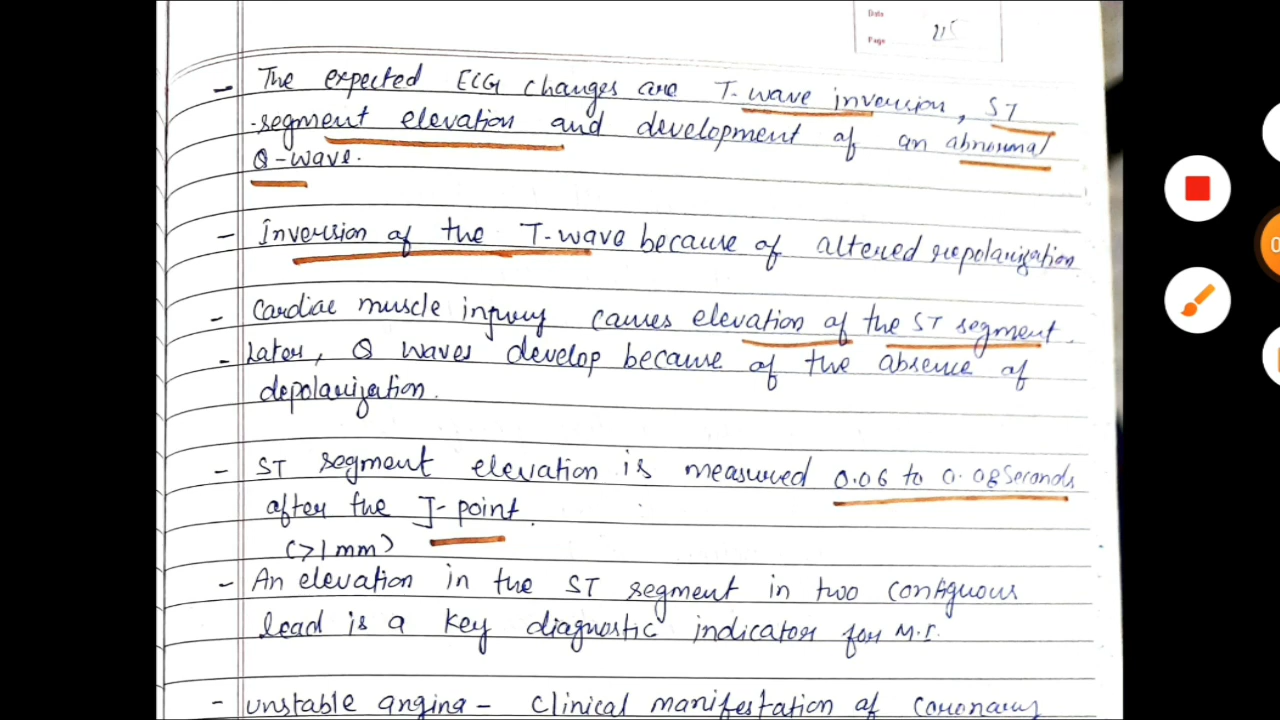 Date
Page 215
- The expected ECG changes are T-wave inversion, ST
-segment elevation and development of an abnormal
Q-wave.
- Inversion of the T-wave because of altered repolarization
- Cardiac muscle injury causes elevation of the ST segment.
- Later, Q waves develop because of the absence of
depolarization.
- ST segment elevation is measured 0.06 to 0.08 seconds
after the J-point.
(>1mm)
- An elevation in the ST segment in two contiguous
lead is a key diagnostic indicator for M.I.
- unstable angina - clinical manifestation of coronary
0